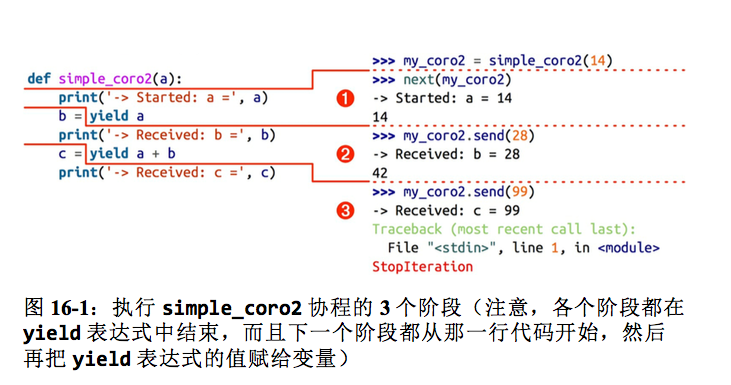 def simple_coro2(a):
    print('-> Started: a =', a)
    b = yield a
    print('-> Received: b =', b)
    c = yield a + b
    print('-> Received: c =', c)
>>> my_coro2 = simple_coro2(14)
>>> next(my_coro2)
1
-> Started: a = 14
14
>>> my_coro2.send(28)
2
-> Received: b = 28
42
>>> my_coro2.send(99)
3
-> Received: c = 99
Traceback (most recent call last):
  File "<stdin>", line 1, in <module>
StopIteration
图 16-1：执行 simple_coro2 协程的 3 个阶段（注意，各个阶段都在
yield 表达式中结束，而且下一个阶段都从那一行代码开始，然后
再把 yield 表达式的值赋给变量）